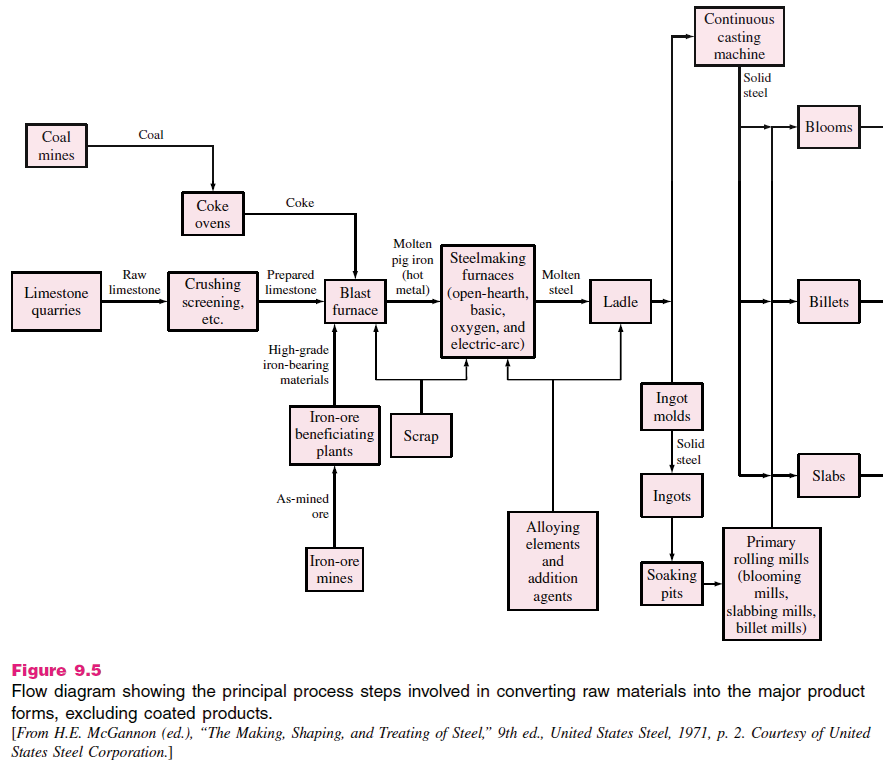 Continuous
casting
machine
Solid
steel
Blooms
Coal
mines
Coal
Coke
ovens
Coke
Molten
pig iron
(hot
metal)
Steelmaking
furnaces
(open-hearth,
basic,
oxygen, and
electric-arc)
Molten
steel
Limestone
quarries
Raw
limestone
Crushing
screening,
etc.
Prepared
limestone
Blast
furnace
Ladle
Billets
High-grade
iron-bearing
materials
Iron-ore
beneficiating
plants
Scrap
Ingot
molds
Solid
steel
Ingots
Slabs
As-mined
ore
Iron-ore
mines
Alloying
elements
and
addition
agents
Soaking
pits
Primary
rolling mills
(blooming
mills,
slabbing mills,
billet mills)
Figure 9.5
Flow diagram showing the principal process steps involved in converting raw materials into the major product
forms, excluding coated products.
[From H.E. McGannon (ed.), “The Making, Shaping, and Treating of Steel,” 9th ed., United States Steel, 1971, p. 2. Courtesy of United
States Steel Corporation.]